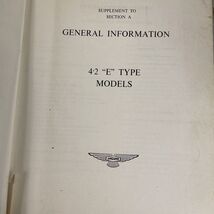 SUPPLEMENT TO
SECTION A
GENERAL INFORMATION
4·2 "E" TYPE
MODELS